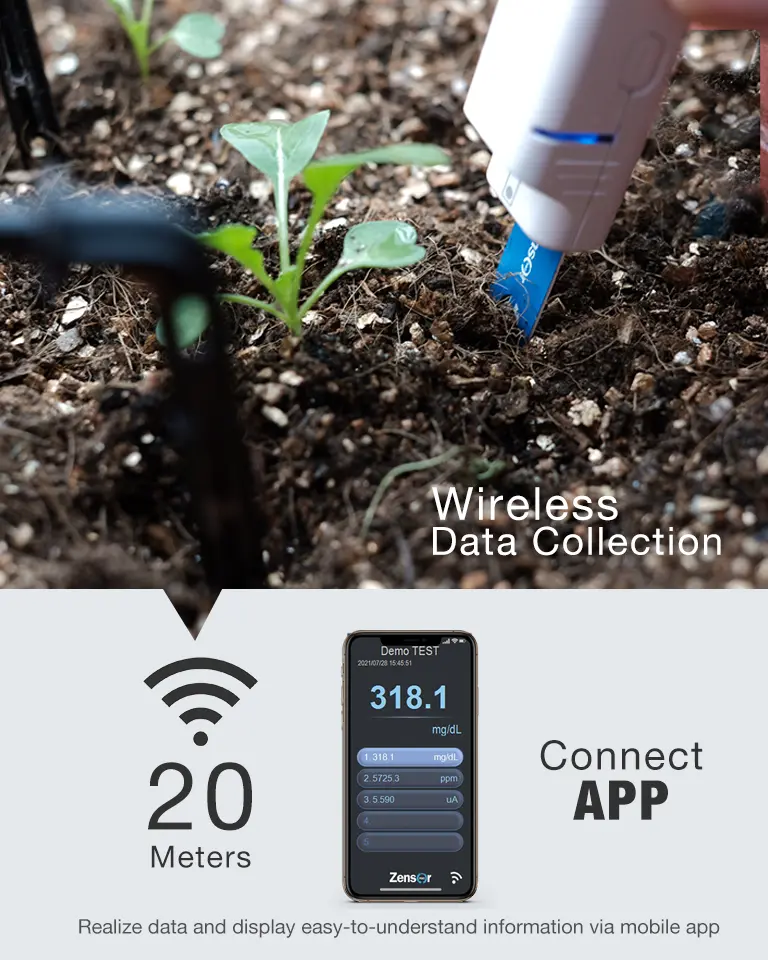 Wireless
Data Collection
20
Meters
Demo TEST
2021/07/28 15:45:51
318.1
mg/dL
1. 318.1 mg/dL
2. 5725.3 ppm
3. 5.590 uA
4
5
Zensor
Connect
APP
Realize data and display easy-to-understand information via mobile app